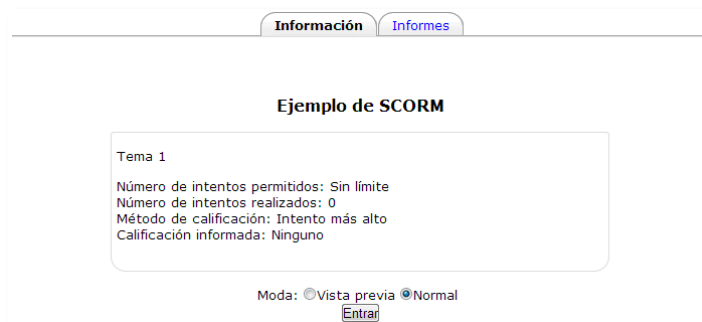 Información Informes
Ejemplo de SCORM
Tema 1
Número de intentos permitidos: Sin límite
Número de intentos realizados: 0
Método de calificación: Intento más alto
Calificación informada: Ninguno
Moda: Vista previa Normal
Entrar